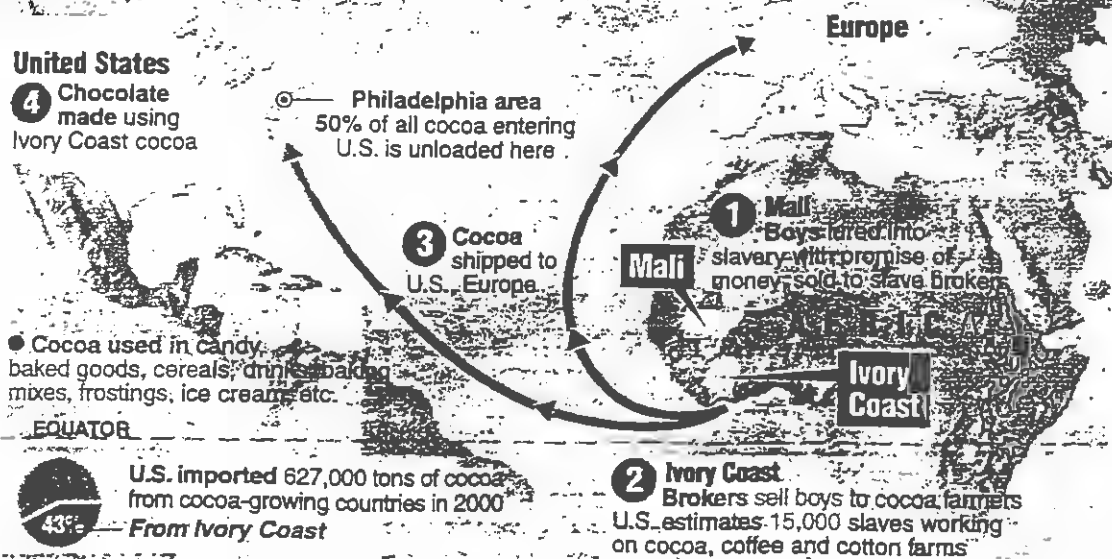 Europe
United States
4 Chocolate
made using
Ivory Coast cocoa
Philadelphia area
50% of all cocoa entering
U.S. is unloaded here
1 Mali
Boys lured into
slavery with promise of
money, sold to slave brokers
3 Cocoa
shipped to
U.S., Europe
Mali
AFRICA
● Cocoa used in candy,
baked goods, cereals, drinks, baking
mixes, frostings, ice cream, etc.
Ivory
Coast
EQUATOR
U.S. imported 627,000 tons of cocoa
from cocoa-growing countries in 2000*
43% From Ivory Coast
2 Ivory Coast
Brokers sell boys to cocoa farmers
U.S. estimates 15,000 slaves working
on cocoa, coffee and cotton farms